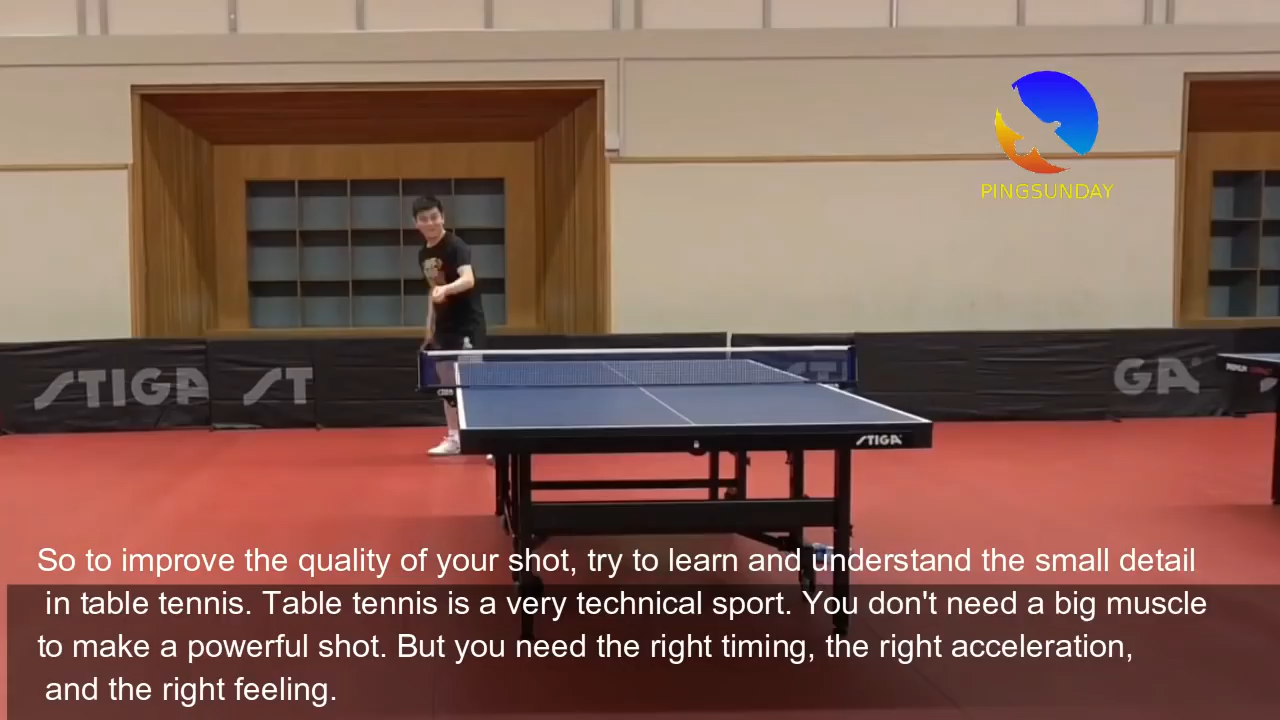 PINGSUNDAY
STIGA ST
GA
STIGA
So to improve the quality of your shot, try to learn and understand the small detail
in table tennis. Table tennis is a very technical sport. You don't need a big muscle
to make a powerful shot. But you need the right timing, the right acceleration,
and the right feeling.